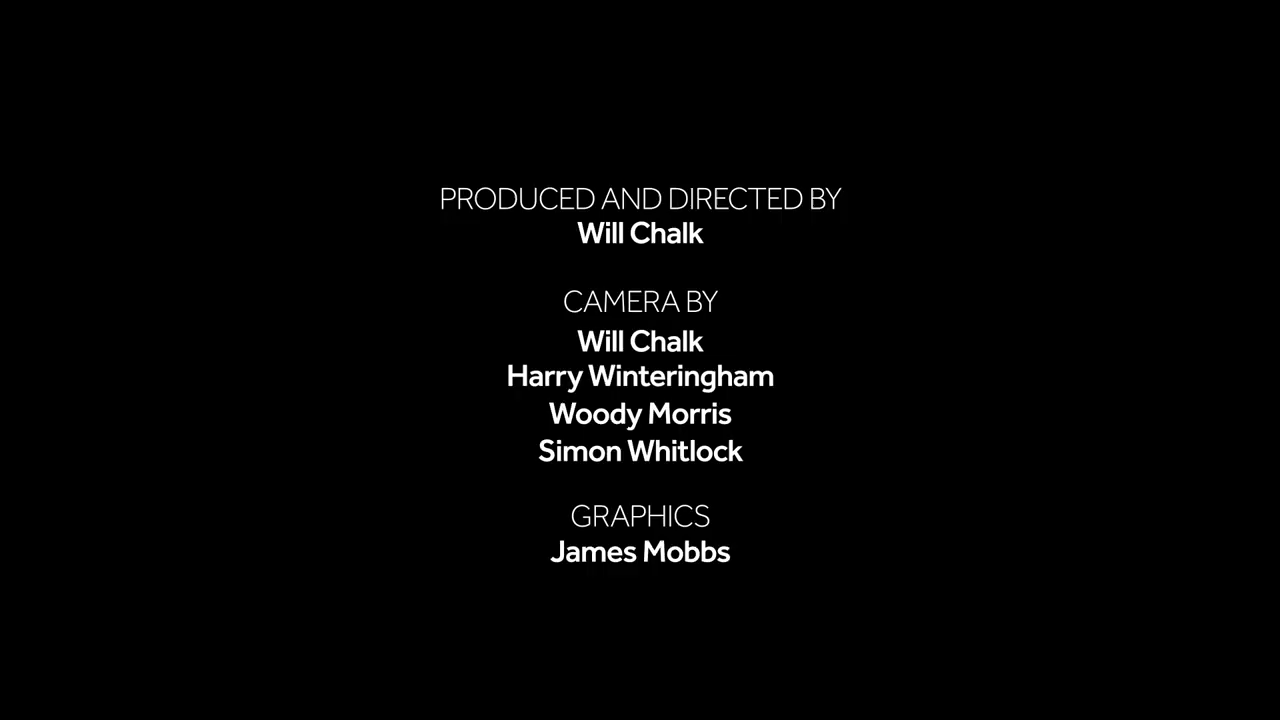 PRODUCED AND DIRECTED BY
Will Chalk
CAMERA BY
Will Chalk
Harry Winteringham
Woody Morris
Simon Whitlock
GRAPHICS
James Mobbs